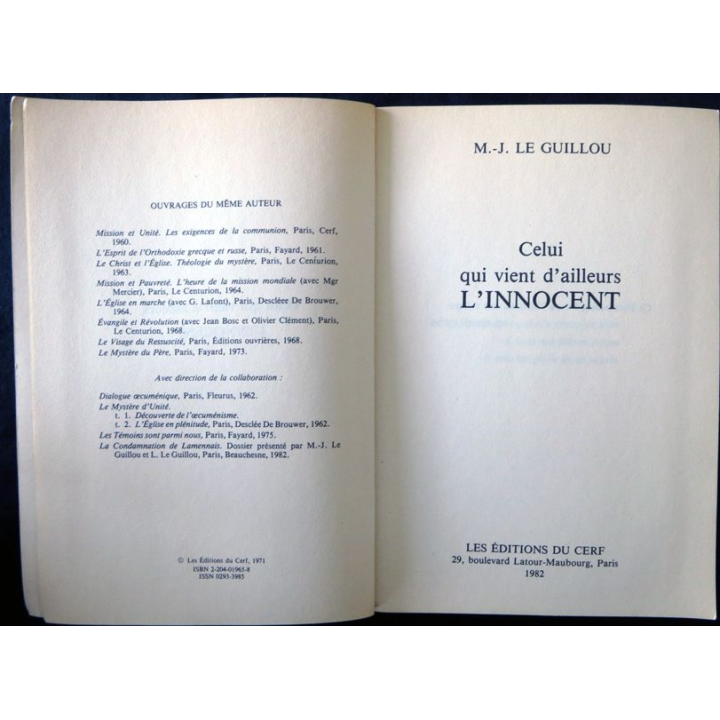 OUVRAGES DU MÊME AUTEUR
Mission et Unité. Les exigences de la communion, Paris, Cerf,
1960.
L'Esprit de l'Orthodoxie grecque et russe, Paris, Fayard, 1961.
Le Christ et l'Église. Théologie du mystère, Paris, Le Centurion,
1963.
Mission et Pauvreté. L'heure de la mission mondiale (avec Mgr
Mercier), Paris, Le Centurion, 1964.
L'Église en marche (avec G. Lafont), Paris, Descléee De Brouwer,
1964.
Évangile et Révolution (avec Jean Bosc et Olivier Clément), Paris,
Le Centurion, 1968.
Le Visage du Ressuscité, Paris, Éditions ouvrières, 1968.
Le Mystère du Père, Paris, Fayard, 1973.
Avec direction de la collaboration :
Dialogue œcuménique, Paris, Fleurus, 1962.
Le Mystère d'Unité.
t. 1. Découverte de l'œcuménisme.
t. 2. L'Église en plénitude, Paris, Desclée De Brouwer, 1962.
Les Témoins sont parmi nous, Paris, Fayard, 1975.
La Condamnation de Lamennais. Dossier présenté par M.-J. Le
Guillou et L. Le Guillou, Paris, Beauchesne, 1982.
© Les Éditions du Cerf, 1971
ISBN 2-204-01965-8
ISSN 0293-3985
M.-J. LE GUILLOU
Celui
qui vient d'ailleurs
L'INNOCENT
LES ÉDITIONS DU CERF
29, boulevard Latour-Maubourg, Paris
1982